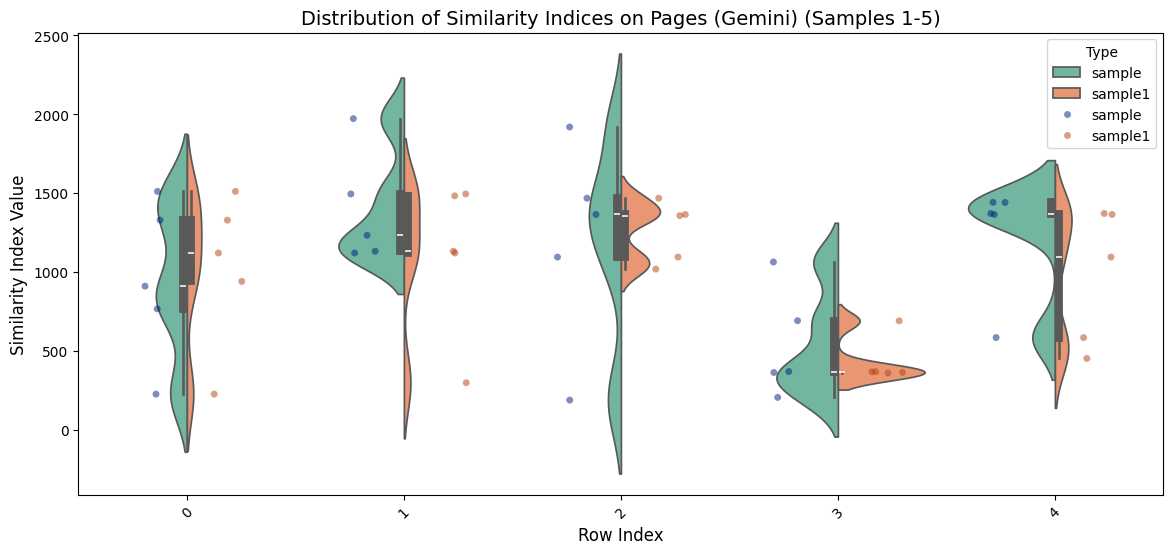 Distribution of Similarity Indices on Pages (Gemini) (Samples 1-5)
Similarity Index Value
2500
2000
1500
1000
500
0
Type
sample
sample1
sample
sample1
0
1
2
3
4
Row Index